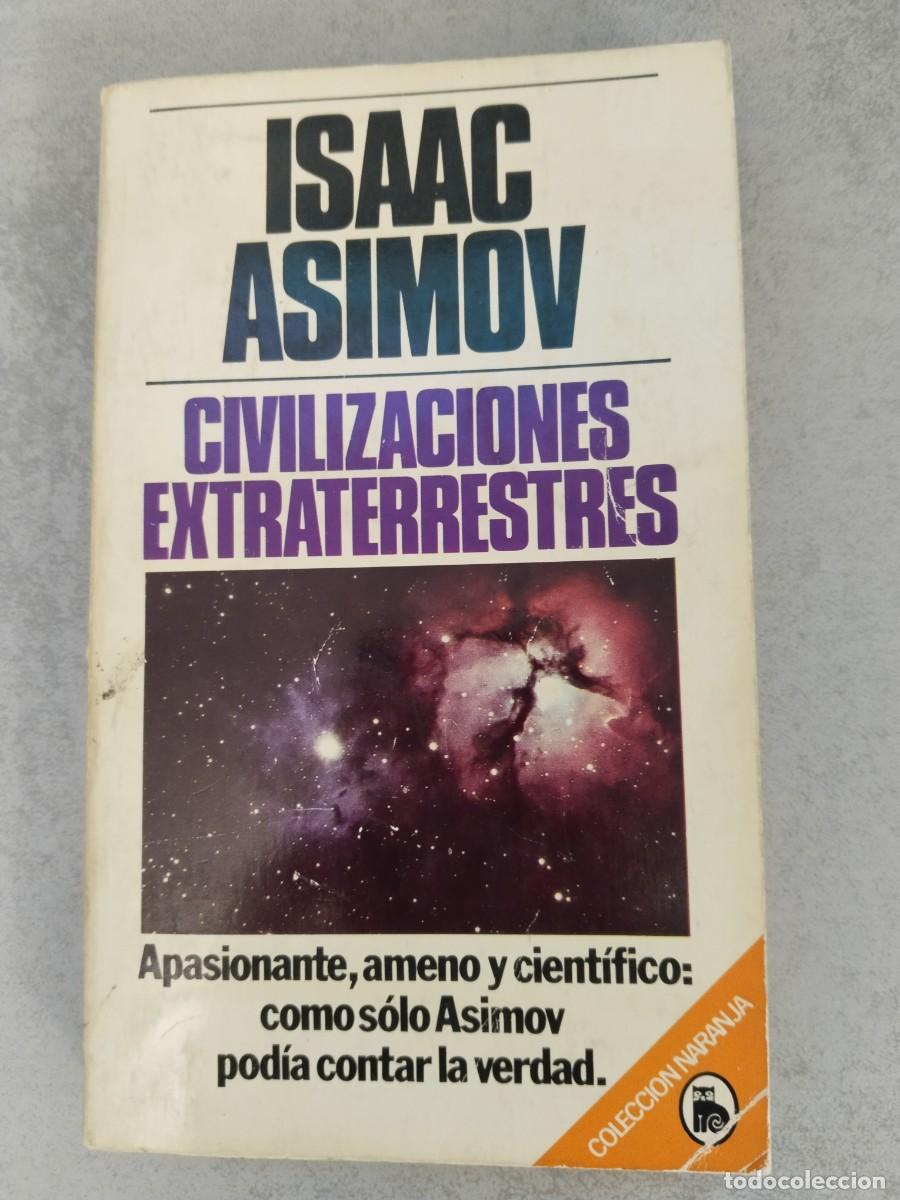 ISAAC
ASIMOV
CIVILIZACIONES
EXTRATERRESTRES
Apasionante, ameno y científico:
como sólo Asimov
podía contar la verdad.
COLECCION NARANJA
todocoleccion